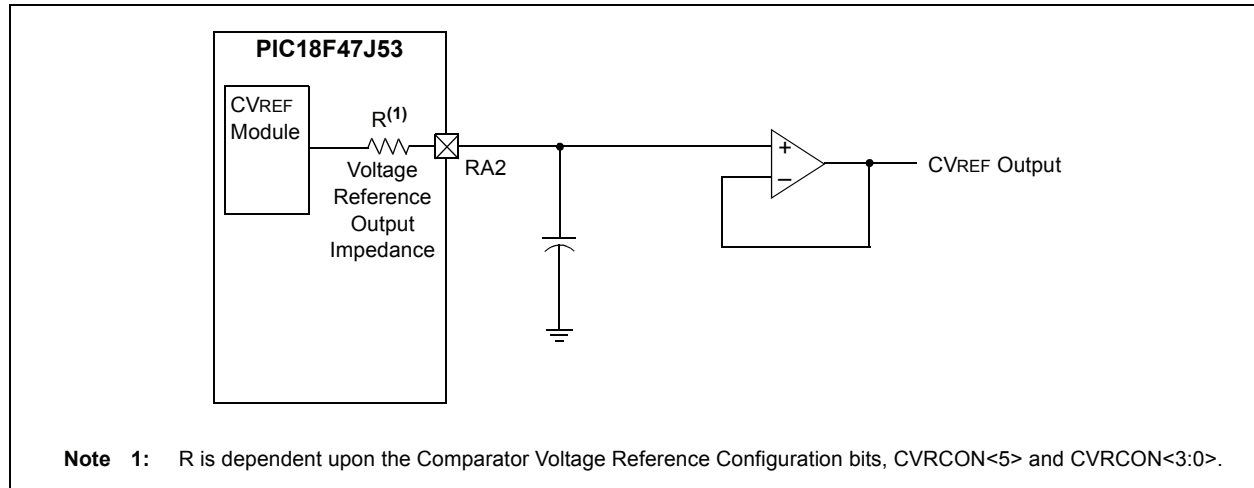 PIC18F47J53
CVREF
Module
R(1)
Voltage
Reference
Output
Impedance
RA2
+
–
CVREF Output
Note 1: R is dependent upon the Comparator Voltage Reference Configuration bits, CVRCON<5> and CVRCON<3:0>.